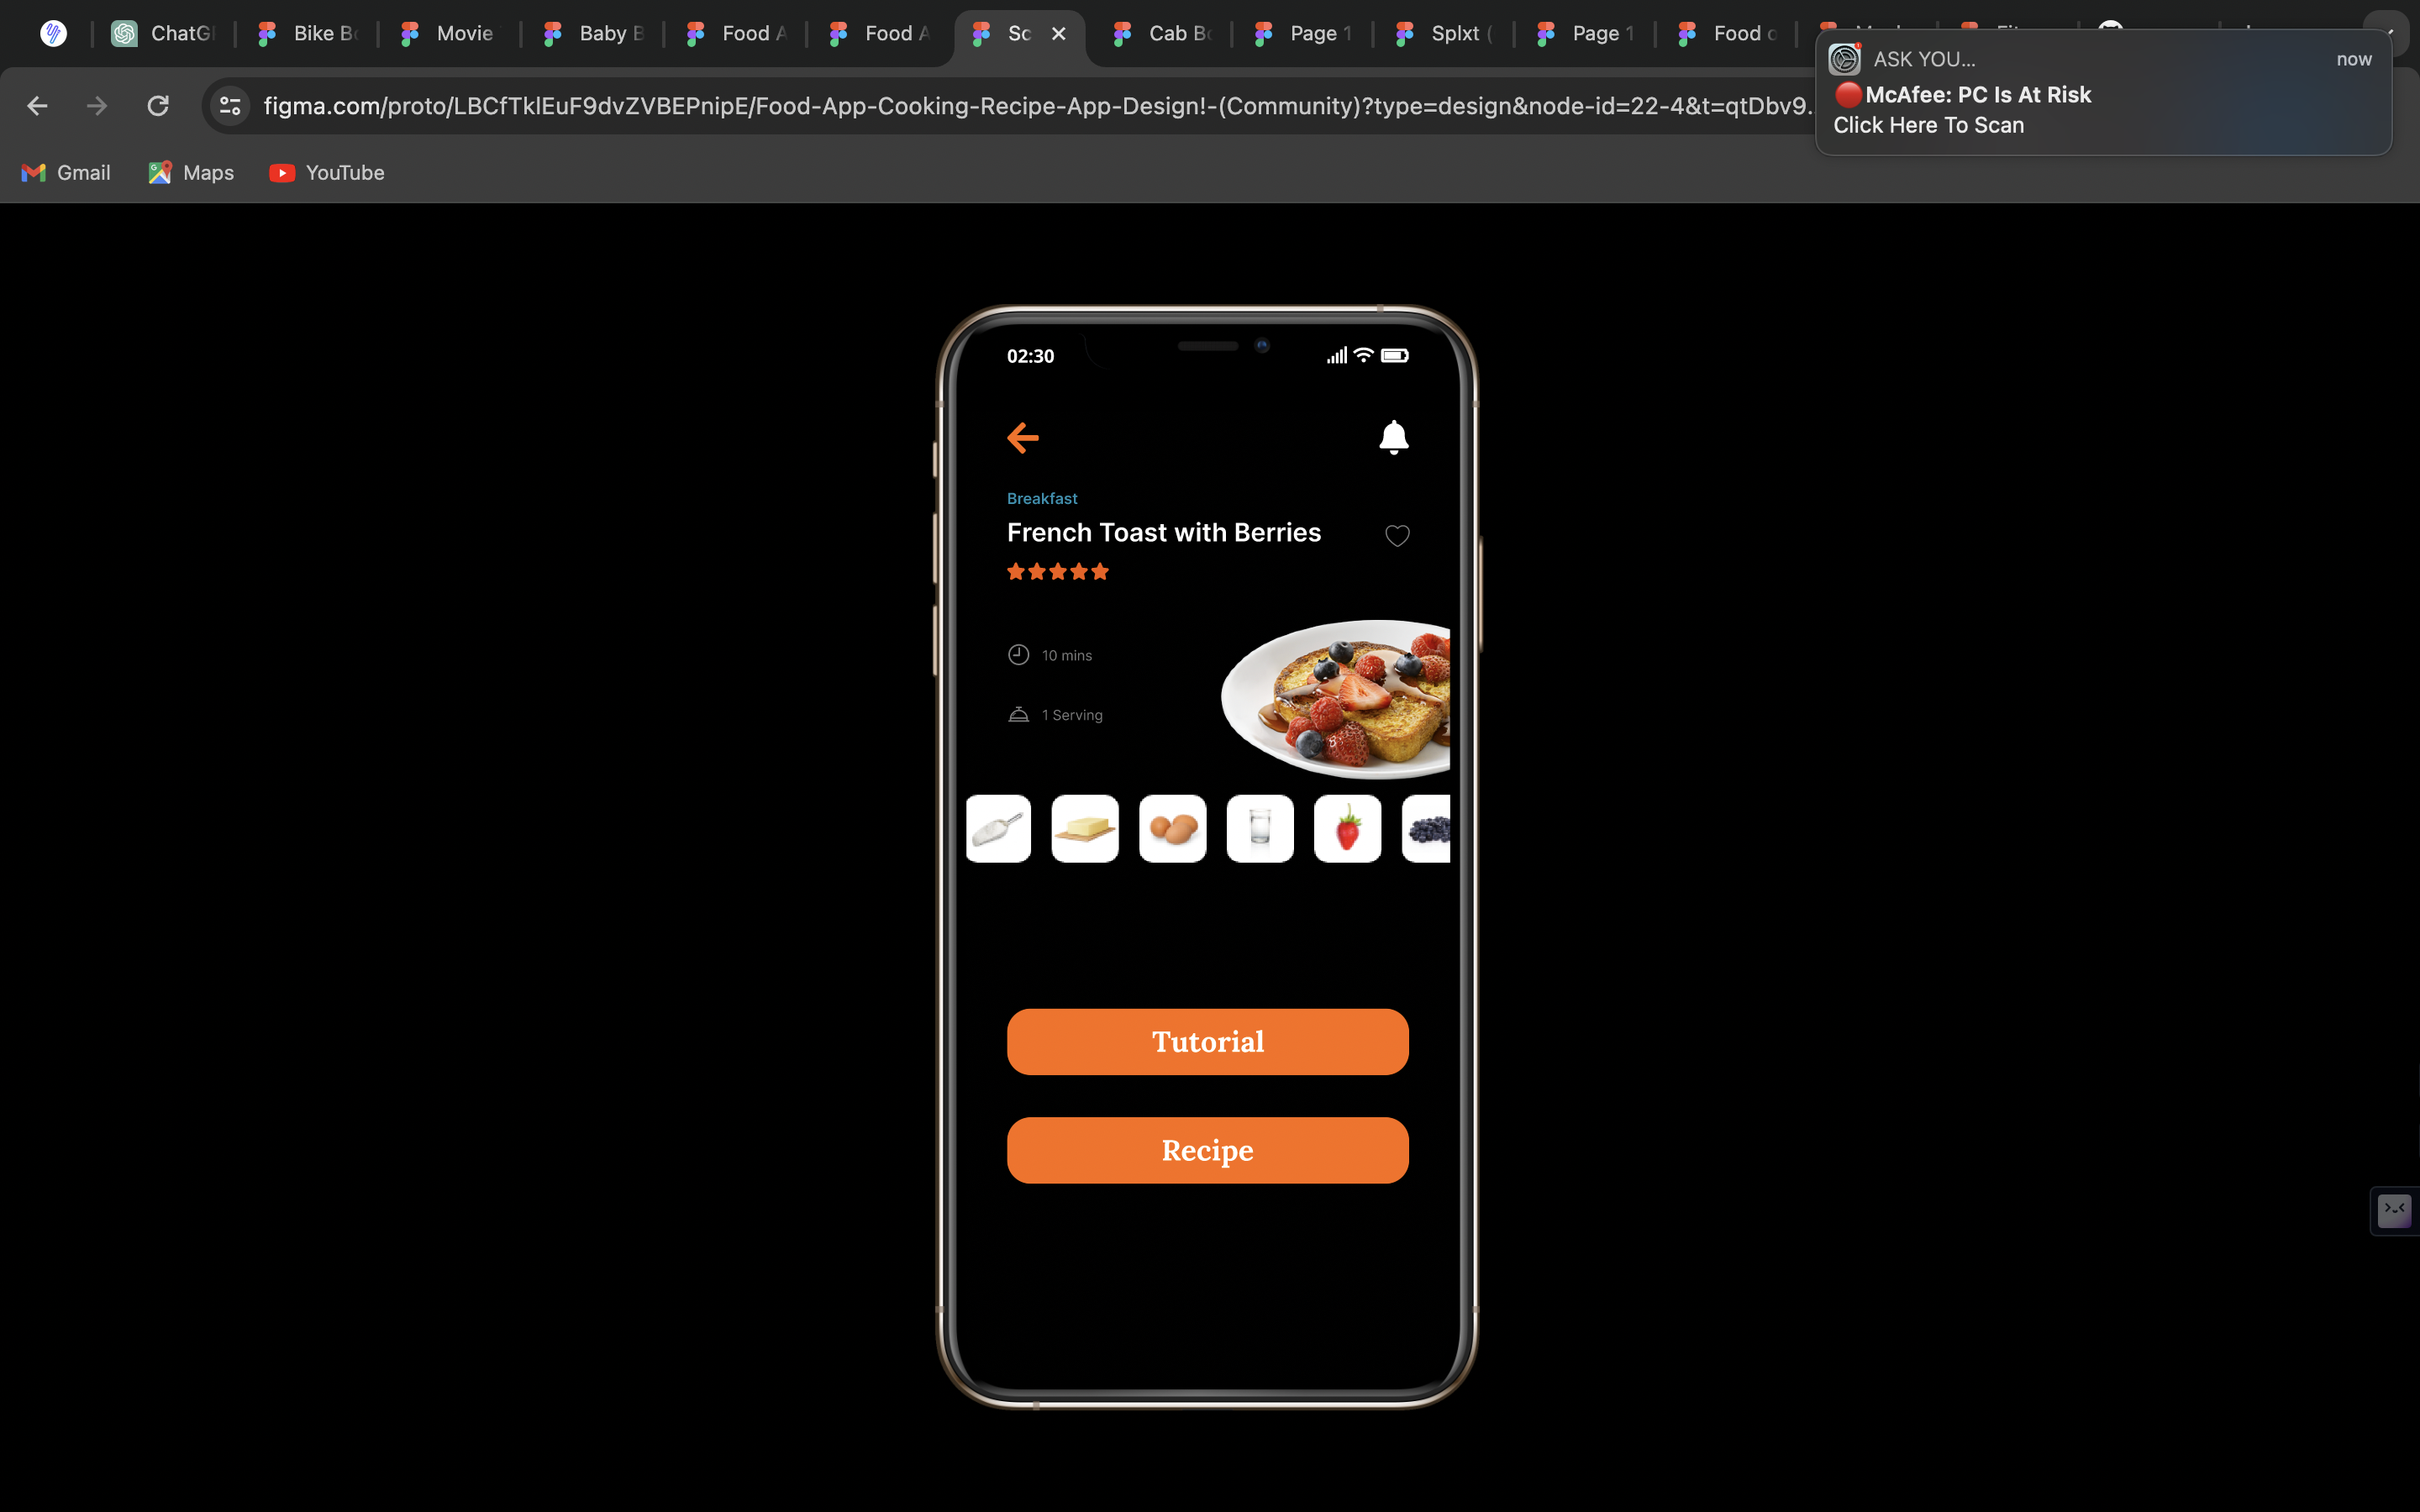 ChatG
Bike B
Movie
Baby B
Food A
Food A
Sc
Cab B
Page 1
Splxt (
Page 1
Food o
figma.com/proto/LBCfTklEuF9dvZVBEPnipE/Food-App-Cooking-Recipe-App-Design!-(Community)?type=design&node-id=22-4&t=qtDbv9.
ASK YOU...
now
McAfee: PC Is At Risk
Click Here To Scan
Gmail
Maps
YouTube
02:30
Breakfast
French Toast with Berries
10 mins
1 Serving
Tutorial
Recipe